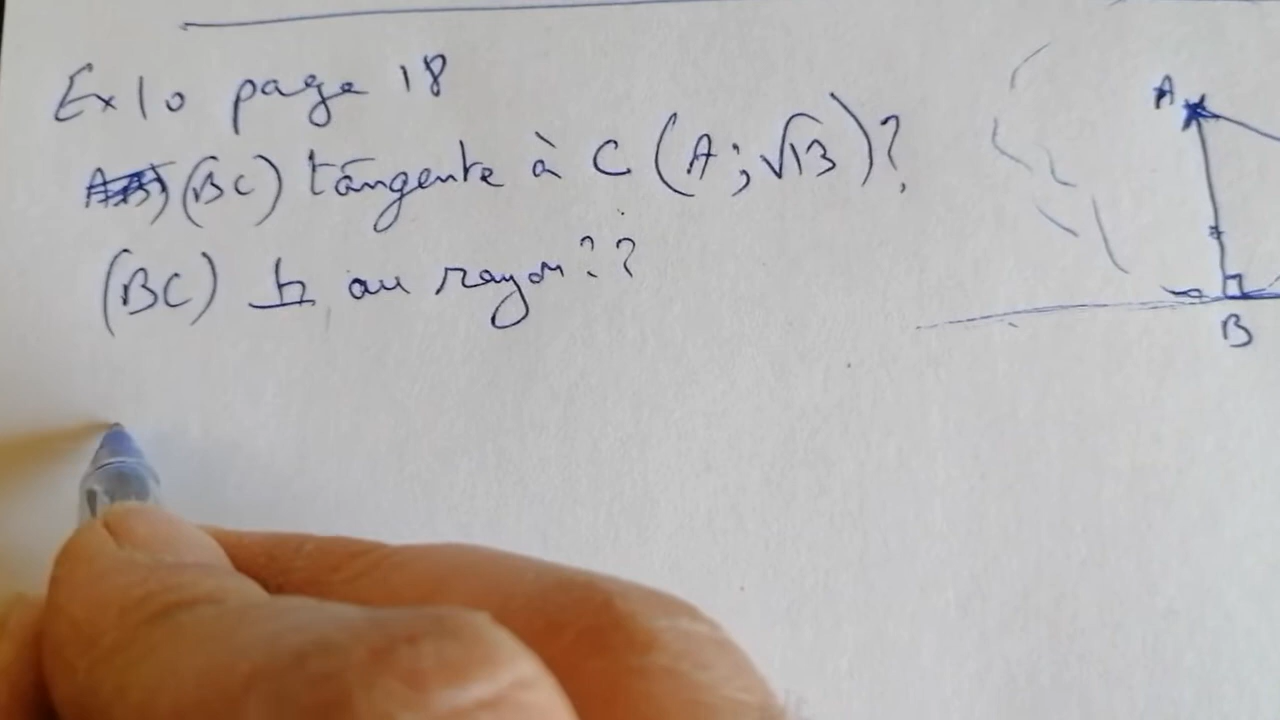 Ex 10 page 18
(BC) tangente à C (A ; √13) ?
(BC) ⊥ au rayon ??
A
B